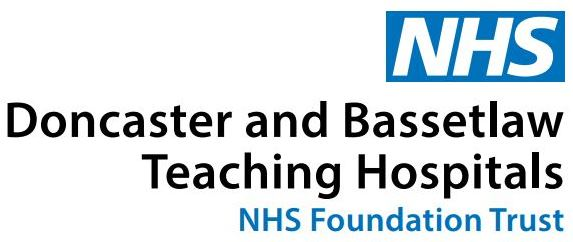 NHS
Doncaster and Bassetlaw
Teaching Hospitals
NHS Foundation Trust